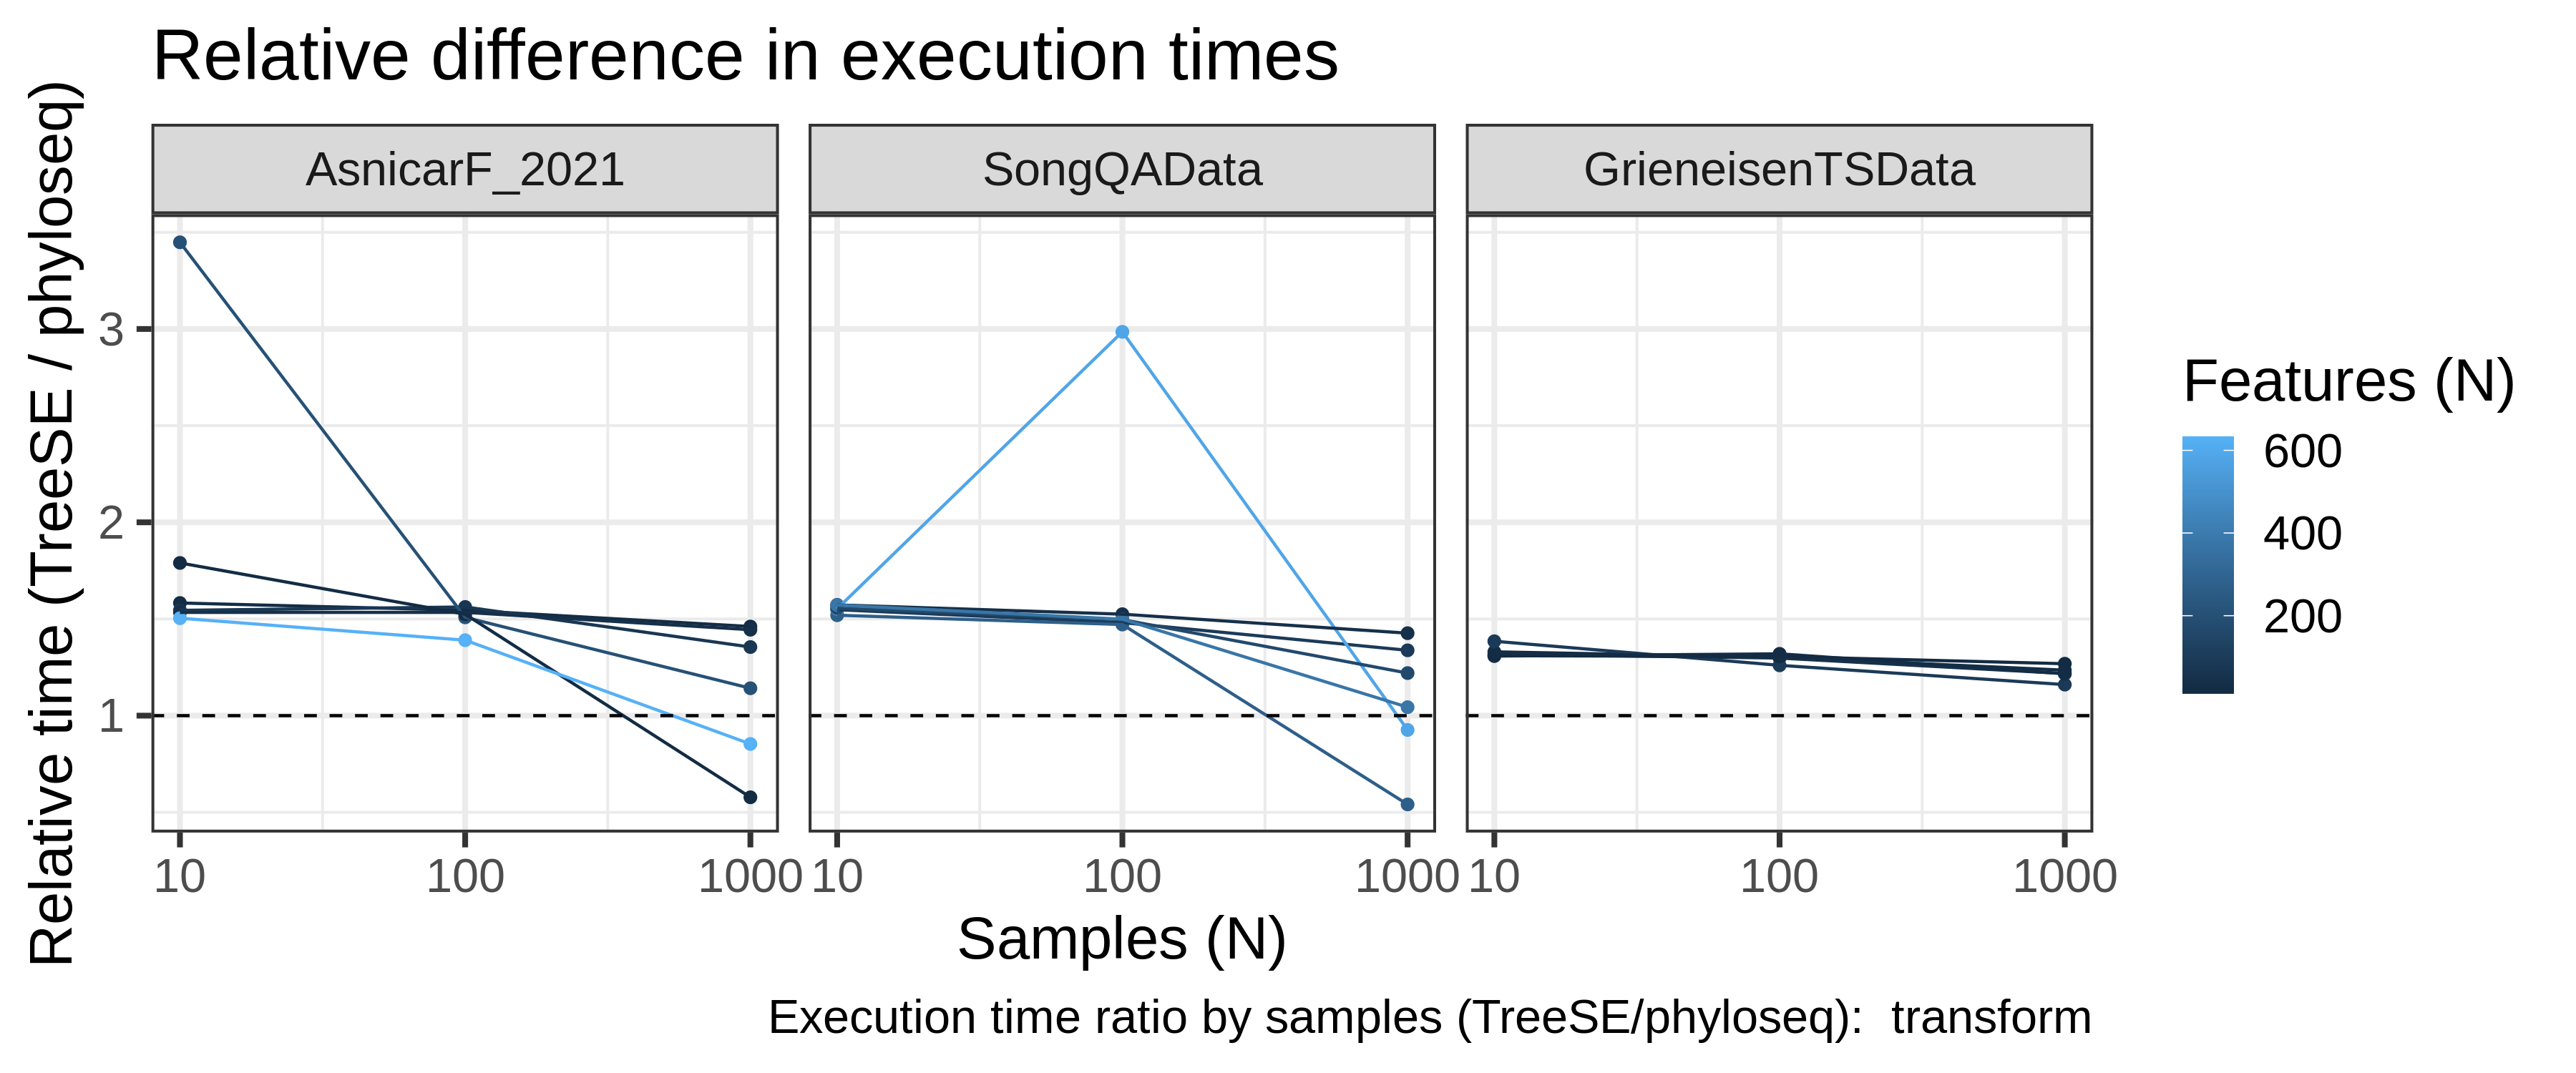 Relative difference in execution times
AsnicarF_2021
SongQAData
GrieneisenTSData
Relative time (TreeSE / phyloseq)
3
2
1
10
100
1000
10
100
1000
10
100
1000
Samples (N)
Features (N)
600
400
200
Execution time ratio by samples (TreeSE/phyloseq):  transform